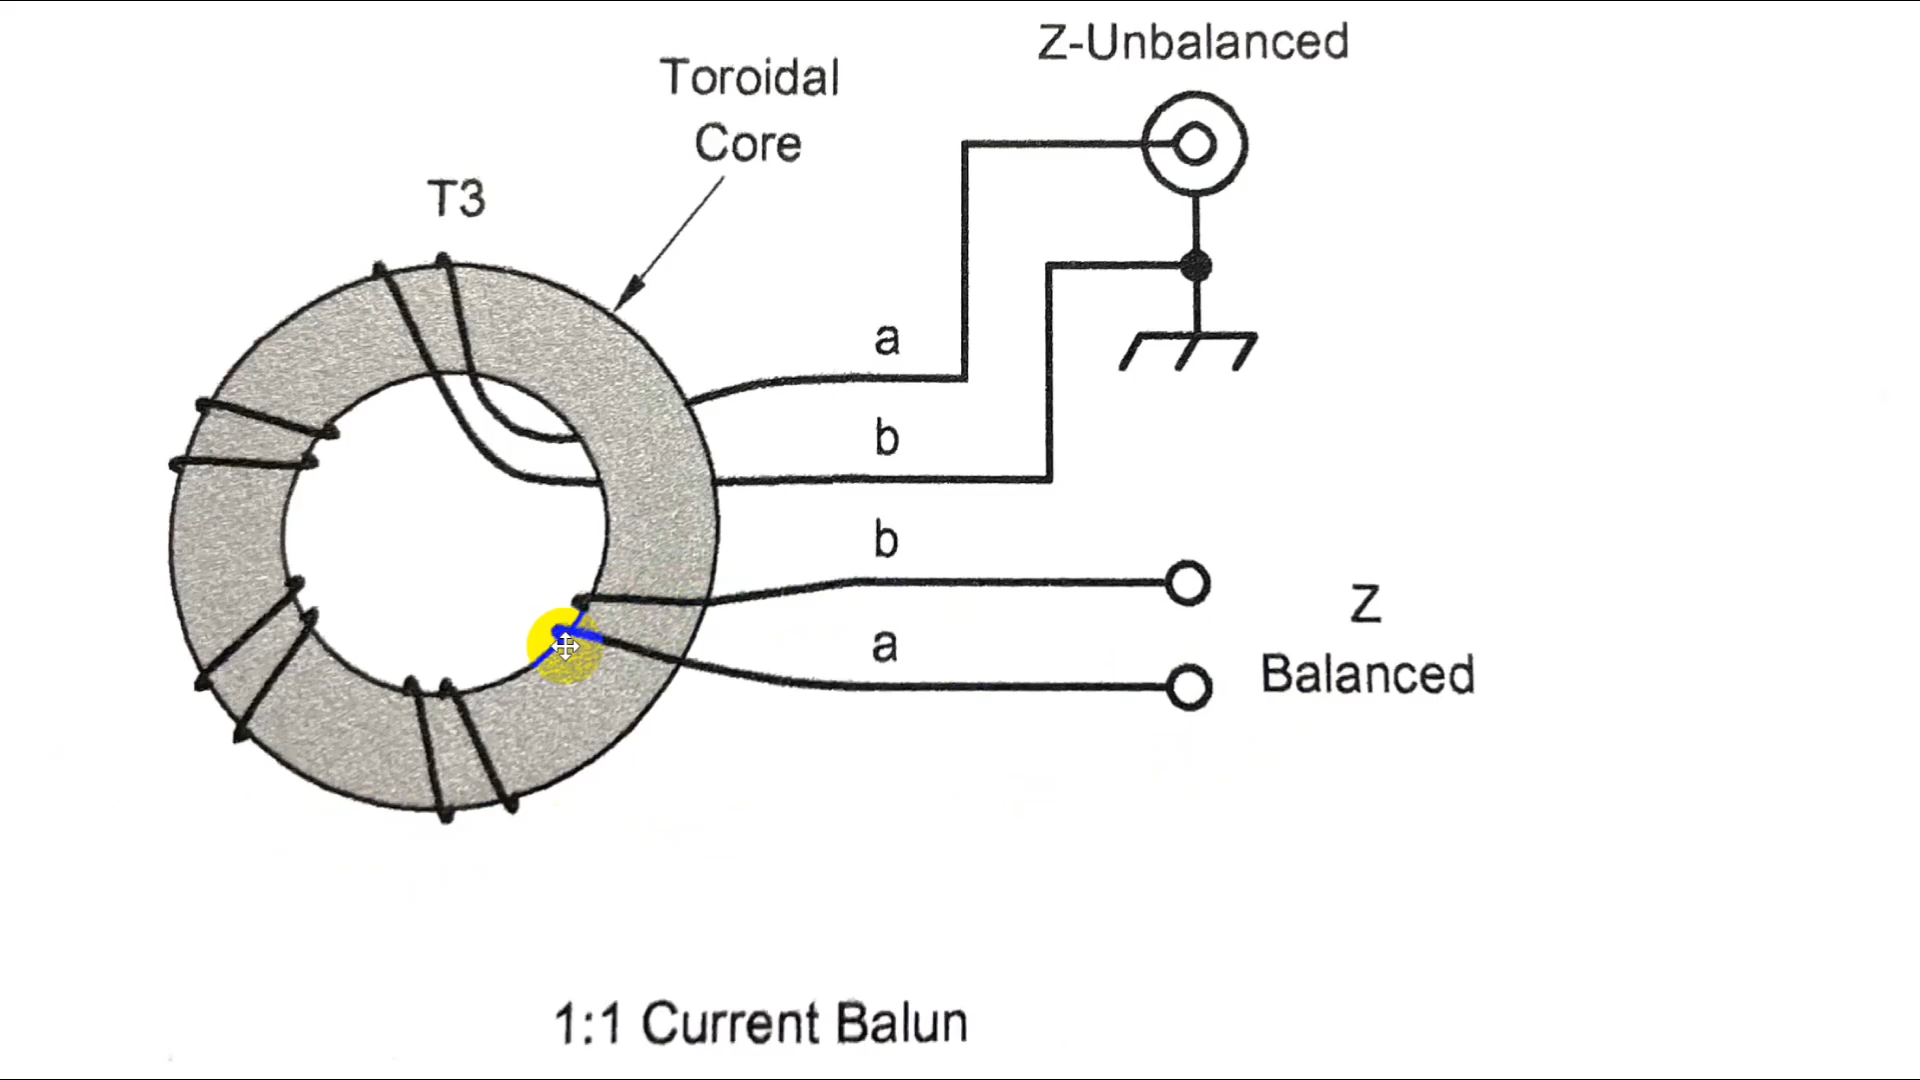 Z-Unbalanced
Toroidal
Core
T3
a
b
b
Z
a
Balanced
1:1 Current Balun